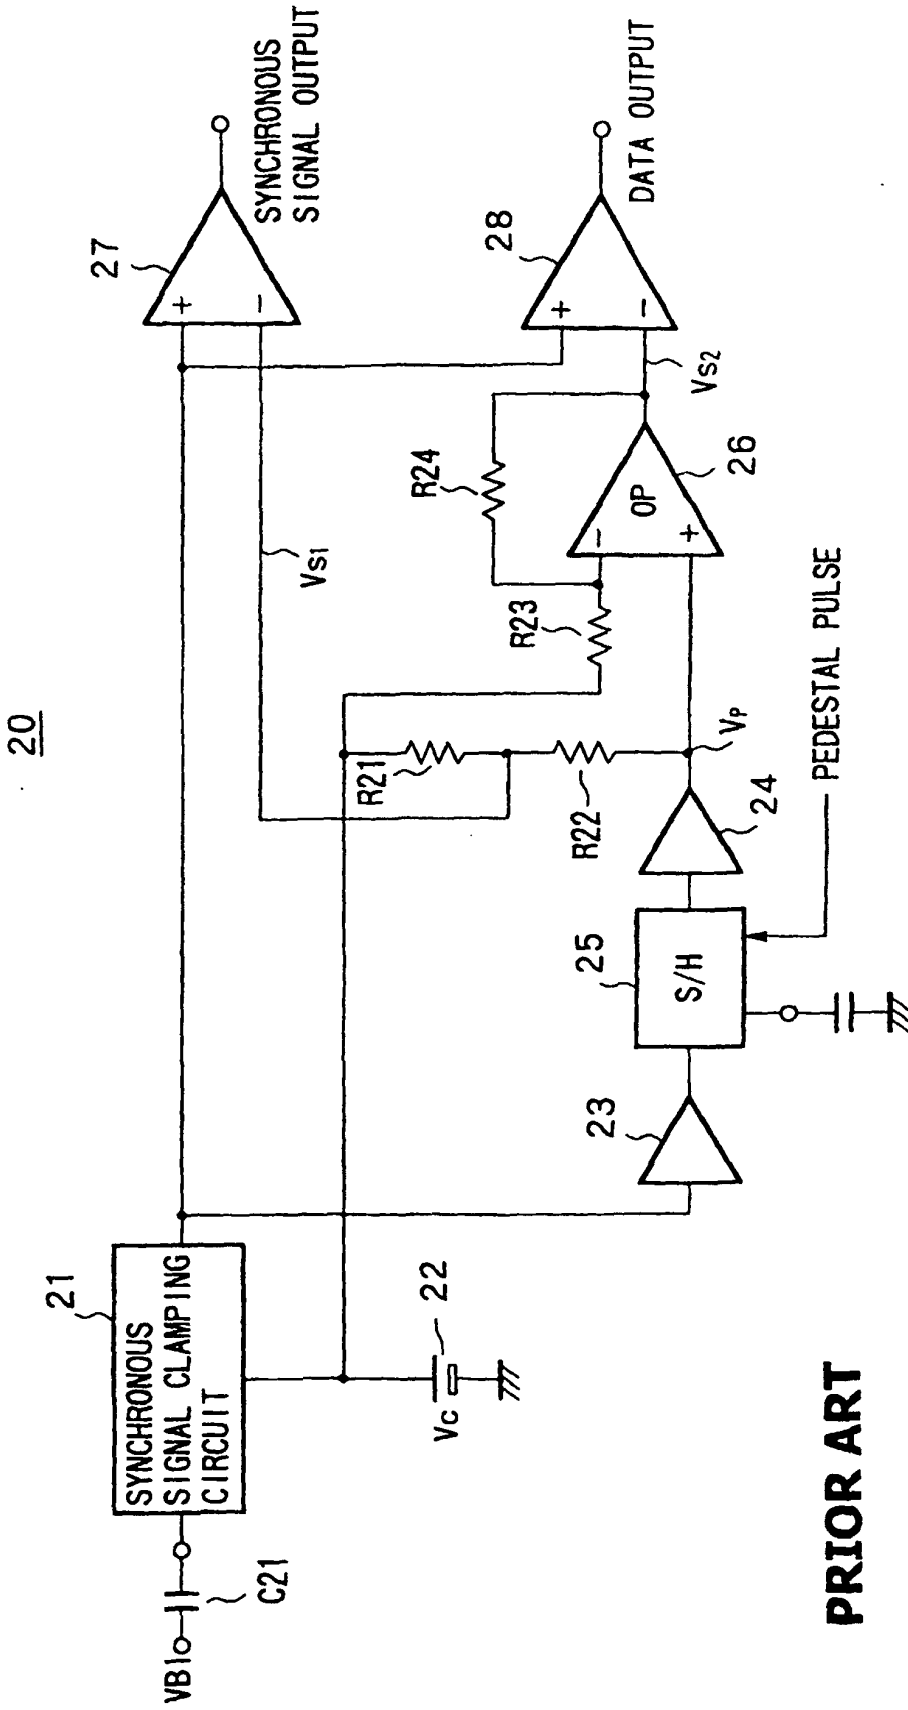 20
VBI
C21
21
SYNCHRONOUS
SIGNAL CLAMPING
CIRCUIT
Vc
22
27
+
−
SYNCHRONOUS
SIGNAL OUTPUT
VS1
R21
R22
R23
R24
OP
−
+
26
VS2
28
+
−
DATA OUTPUT
23
25
S/H
24
VP
PEDESTAL PULSE
PRIOR ART